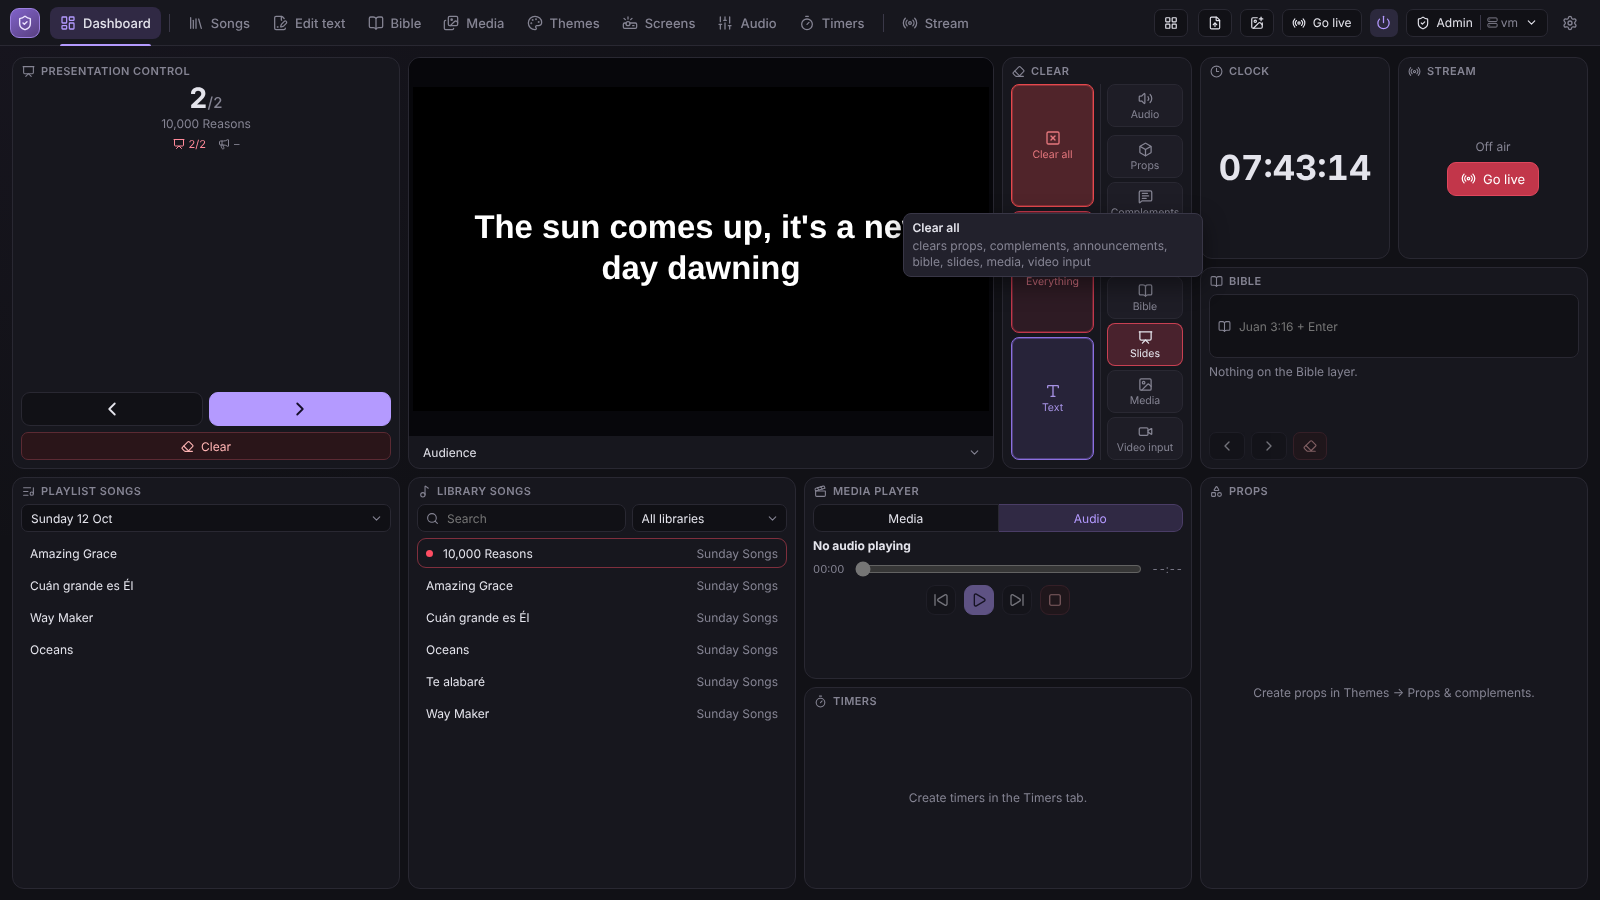 Dashboard
Songs
Edit text
Bible
Media
Themes
Screens
Audio
Timers
Stream
Go live
Admin
vm
PRESENTATION CONTROL
2/2
10,000 Reasons
2/2
–
Clear
The sun comes up, it's a ne
day dawning
Audience
CLEAR
Clear all
Everything
Text
Audio
Props
Complements
Bible
Slides
Media
Video input
Clear all
clears props, complements, announcements,
bible, slides, media, video input
CLOCK
07:43:14
STREAM
Off air
Go live
BIBLE
Juan 3:16 + Enter
Nothing on the Bible layer.
PLAYLIST SONGS
Sunday 12 Oct
Amazing Grace
Cuán grande es Él
Way Maker
Oceans
LIBRARY SONGS
Search
All libraries
10,000 Reasons Sunday Songs
Amazing Grace Sunday Songs
Cuán grande es Él Sunday Songs
Oceans Sunday Songs
Te alabaré Sunday Songs
Way Maker Sunday Songs
MEDIA PLAYER
Media
Audio
No audio playing
00:00
--:--
TIMERS
Create timers in the Timers tab.
PROPS
Create props in Themes → Props & complements.